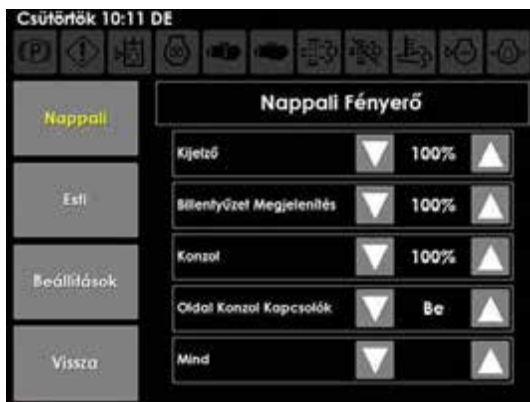 Csütörtök 10:11 DE
Nappali
Esti
Beállítások
Vissza
Nappali Fényerő
Kijelző 100%
Billentyűzet Megjelenítés 100%
Konzol 100%
Oldal Konzol Kapcsolók Be
Mind